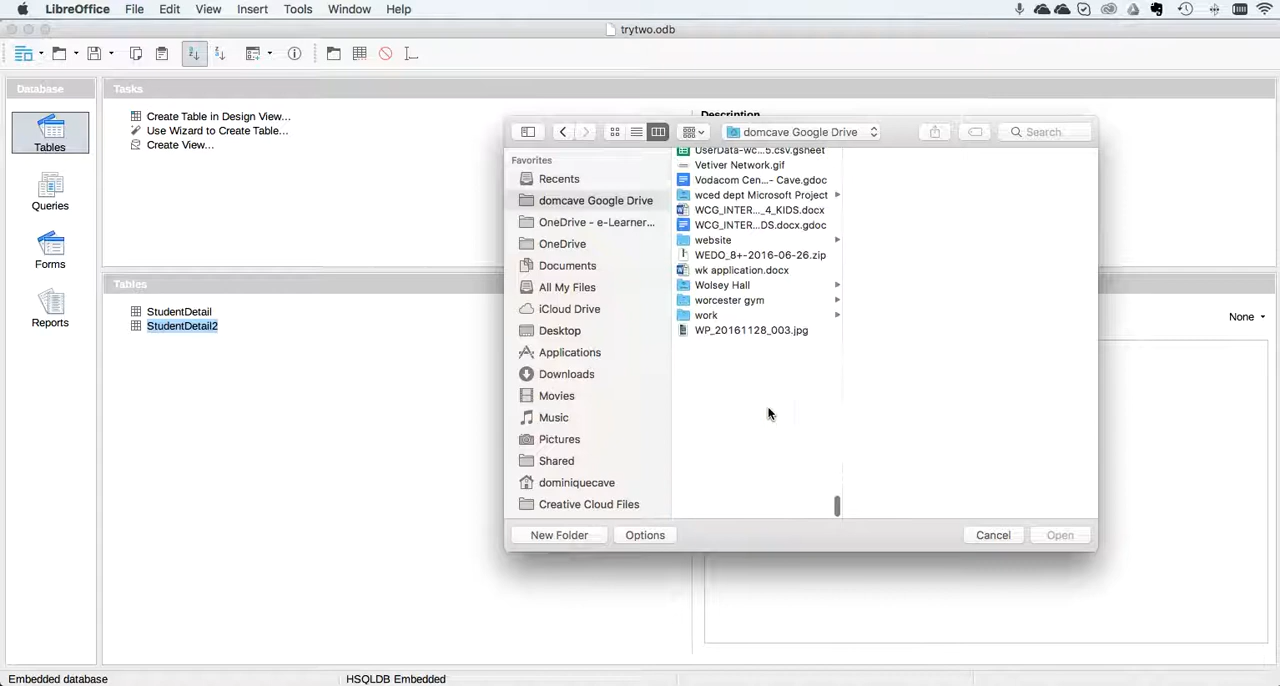 LibreOffice File Edit View Insert Tools Window Help
trytwo.odb
Database
Tasks
Tables
Create Table in Design View...
Use Wizard to Create Table...
Create View...
Description
Queries
Forms
Reports
Tables
StudentDetail
StudentDetail2
None
domcave Google Drive
Search
Favorites
Recents
domcave Google Drive
OneDrive - e-Learner...
OneDrive
Documents
All My Files
iCloud Drive
Desktop
Applications
Downloads
Movies
Music
Pictures
Shared
dominiquecave
Creative Cloud Files
UserData-wc...5.csv.gsheet
Vetiver Network.gif
Vodacom Cen...- Cave.gdoc
wced dept Microsoft Project
WCG_INTER..._4_KIDS.docx
WCG_INTER...DS.docx.gdoc
website
WEDO_8+-2016-06-26.zip
wk application.docx
Wolsey Hall
worcester gym
work
WP_20161128_003.jpg
New Folder
Options
Cancel
Open
Embedded database
HSQLDB Embedded